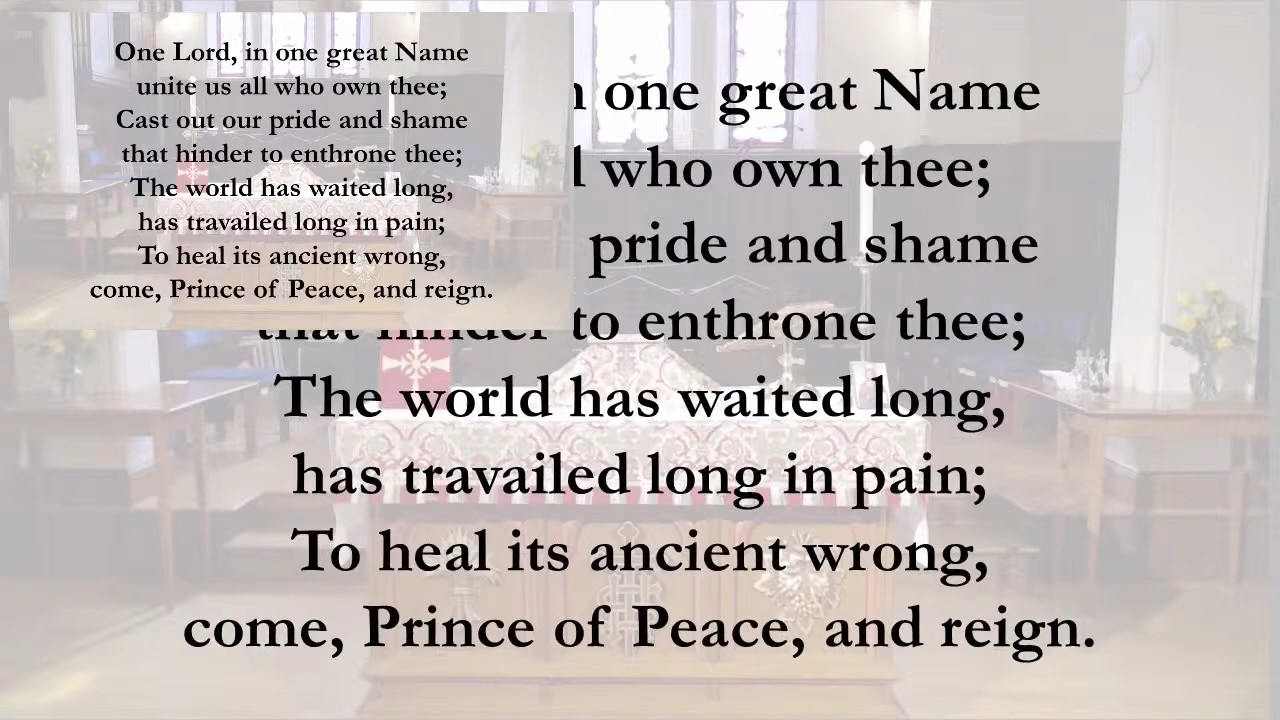 One Lord, in one great Name
unite us all who own thee;
Cast out our pride and shame
that hinder to enthrone thee;
The world has waited long,
has travailed long in pain;
To heal its ancient wrong,
come, Prince of Peace, and reign.
one great Name
who own thee;
pride and shame
that hinder to enthrone thee;
The world has waited long,
has travailed long in pain;
To heal its ancient wrong,
come, Prince of Peace, and reign.